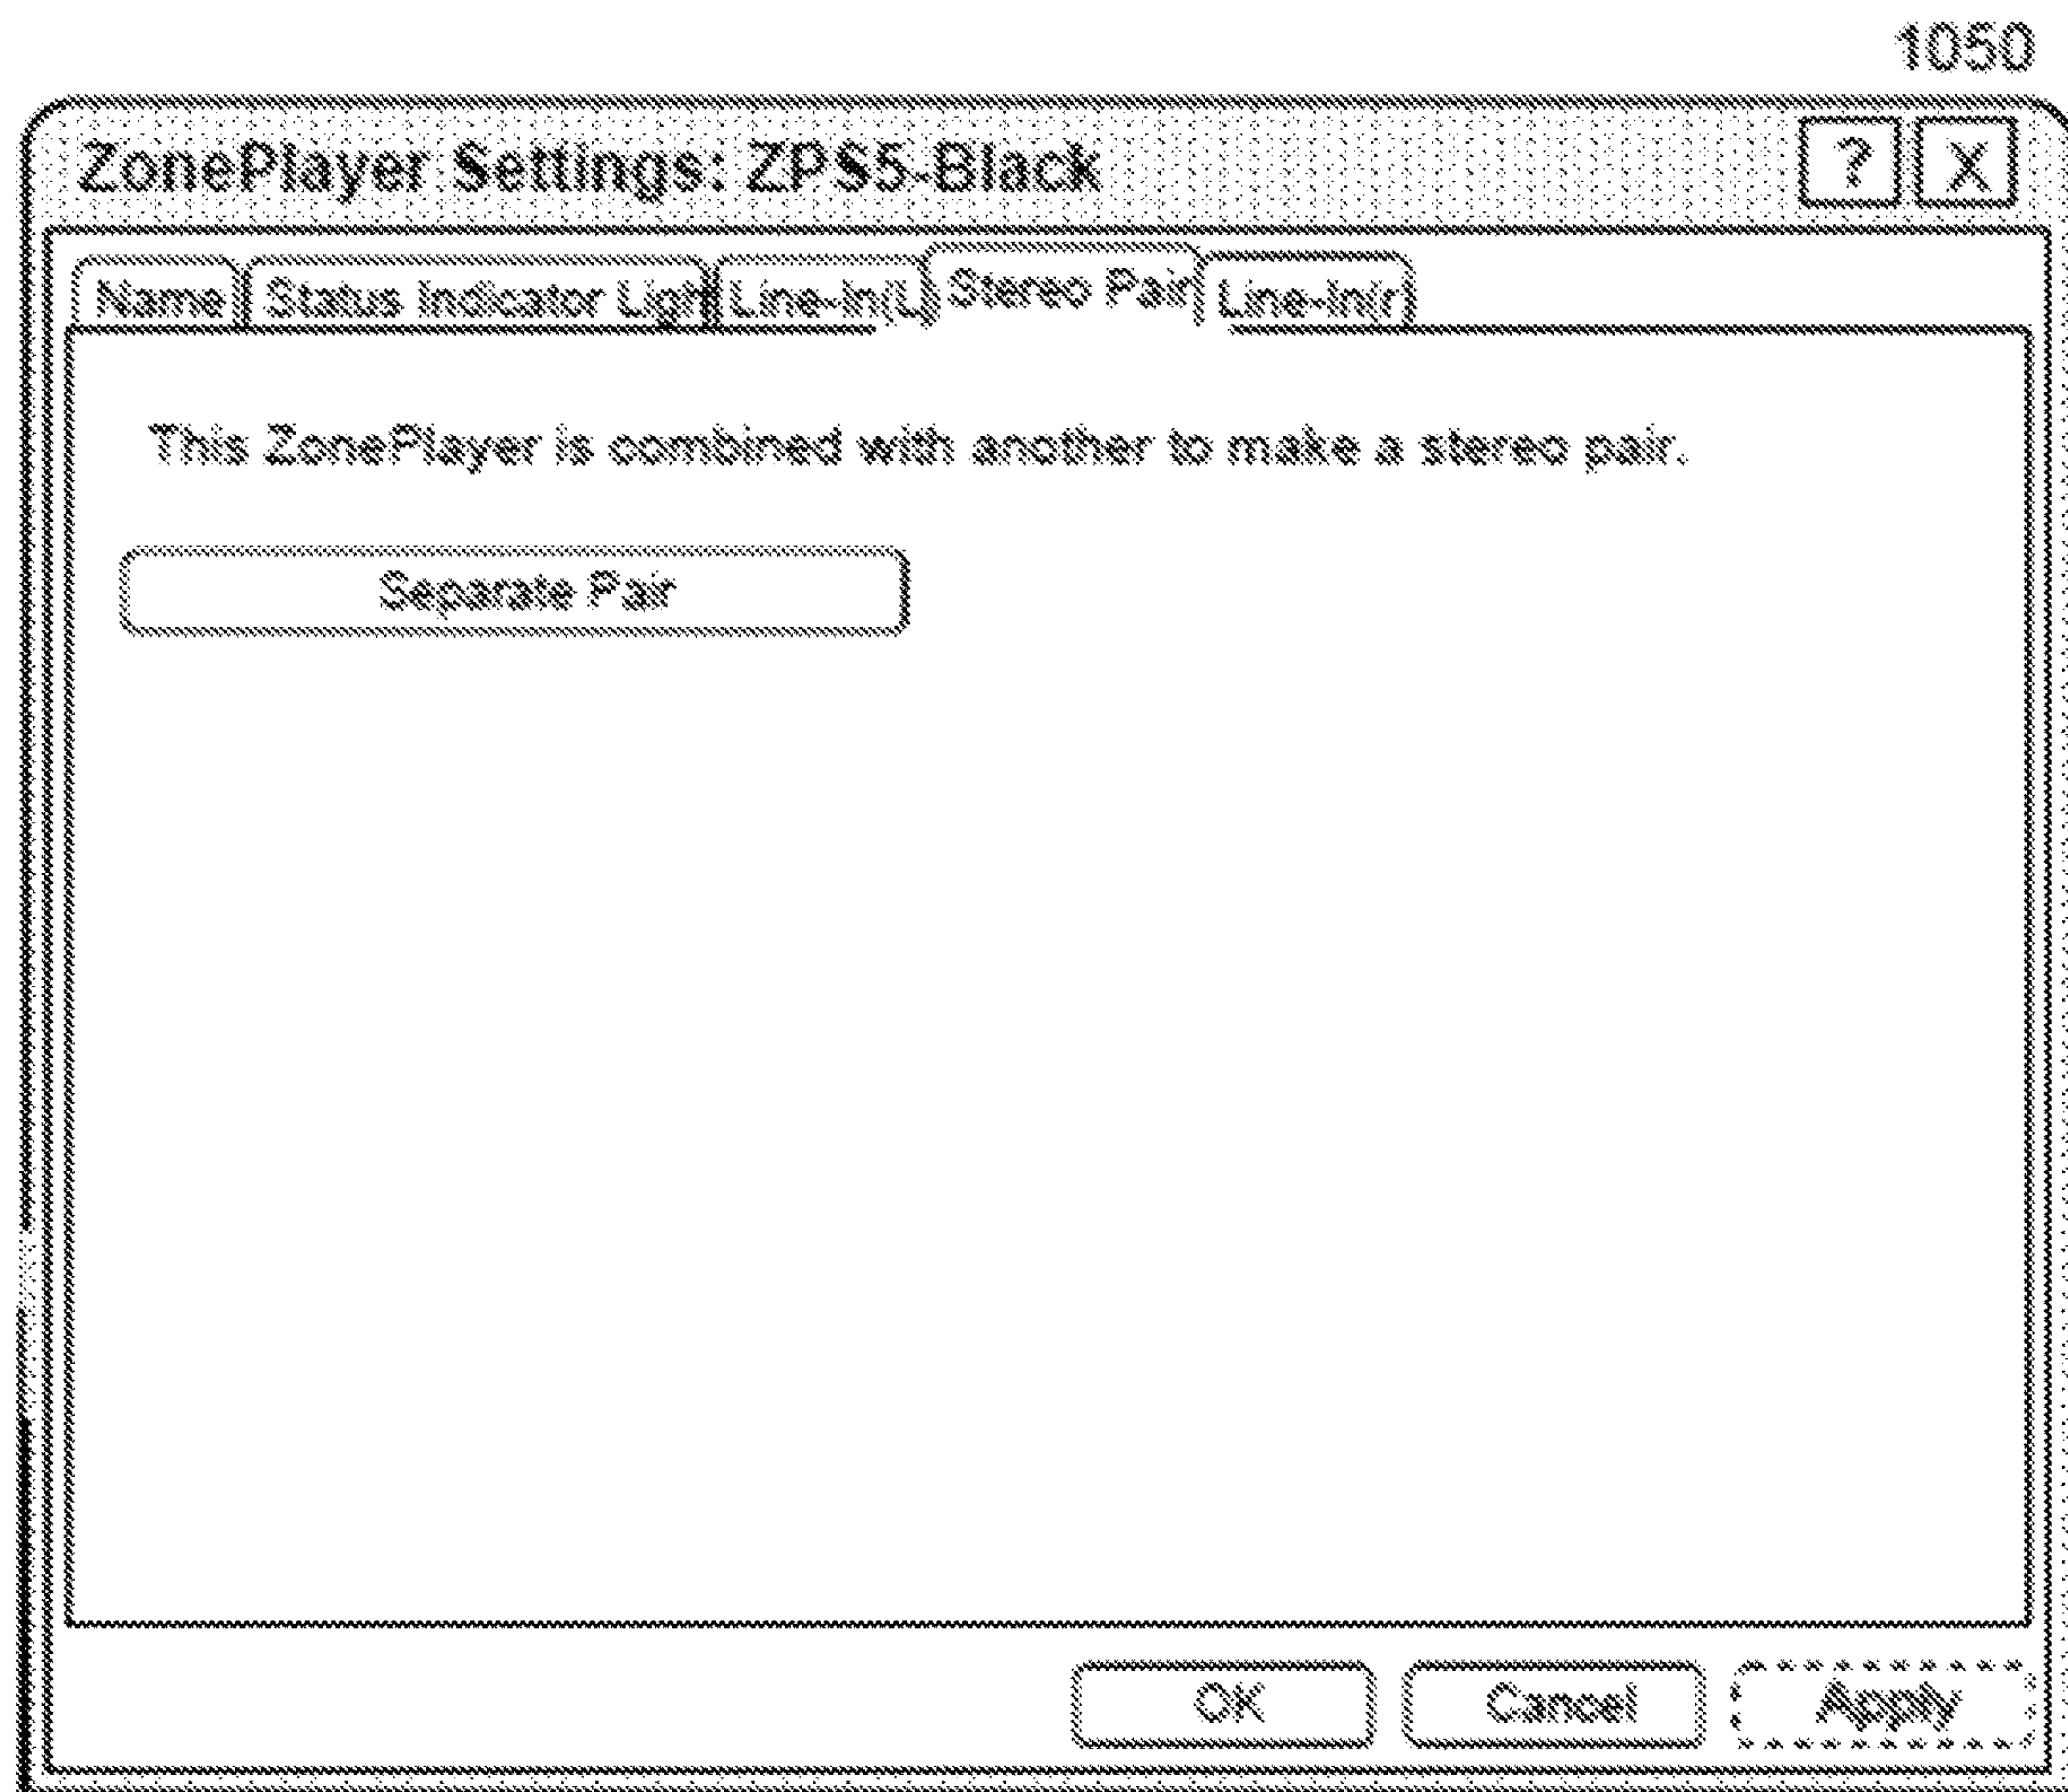 1050
ZonePlayer Settings: ZPS5-Black ? X
Name Status Indicator Light Line-In(L) Stereo Pair Line-In(r)
This ZonePlayer is combined with another to make a stereo pair.
Separate Pair
OK Cancel Apply